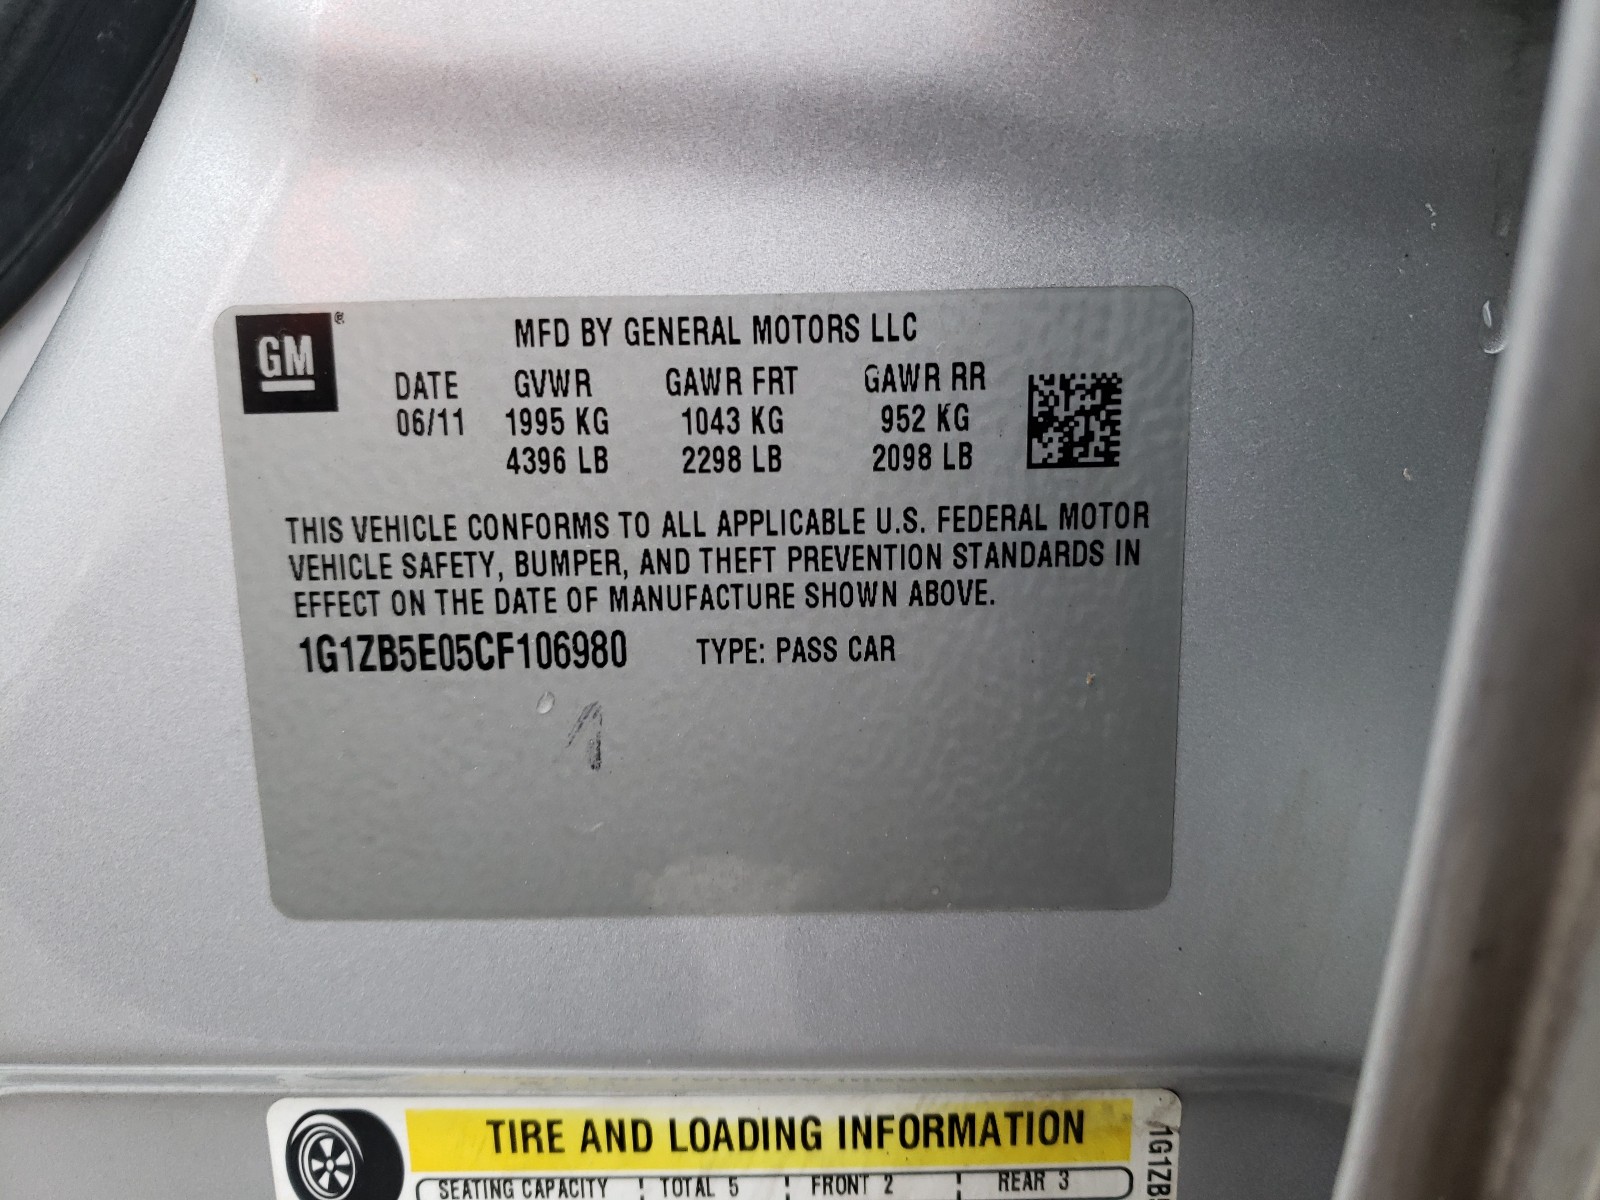 GM ®
MFD BY GENERAL MOTORS LLC
DATE GVWR GAWR FRT GAWR RR
06/11 1995 KG 1043 KG 952 KG
4396 LB 2298 LB 2098 LB
THIS VEHICLE CONFORMS TO ALL APPLICABLE U.S. FEDERAL MOTOR
VEHICLE SAFETY, BUMPER, AND THEFT PREVENTION STANDARDS IN
EFFECT ON THE DATE OF MANUFACTURE SHOWN ABOVE.
1G1ZB5E05CF106980 TYPE: PASS CAR
1
TIRE AND LOADING INFORMATION
SEATING CAPACITY TOTAL 5 FRONT 2 REAR 3
1G1ZB